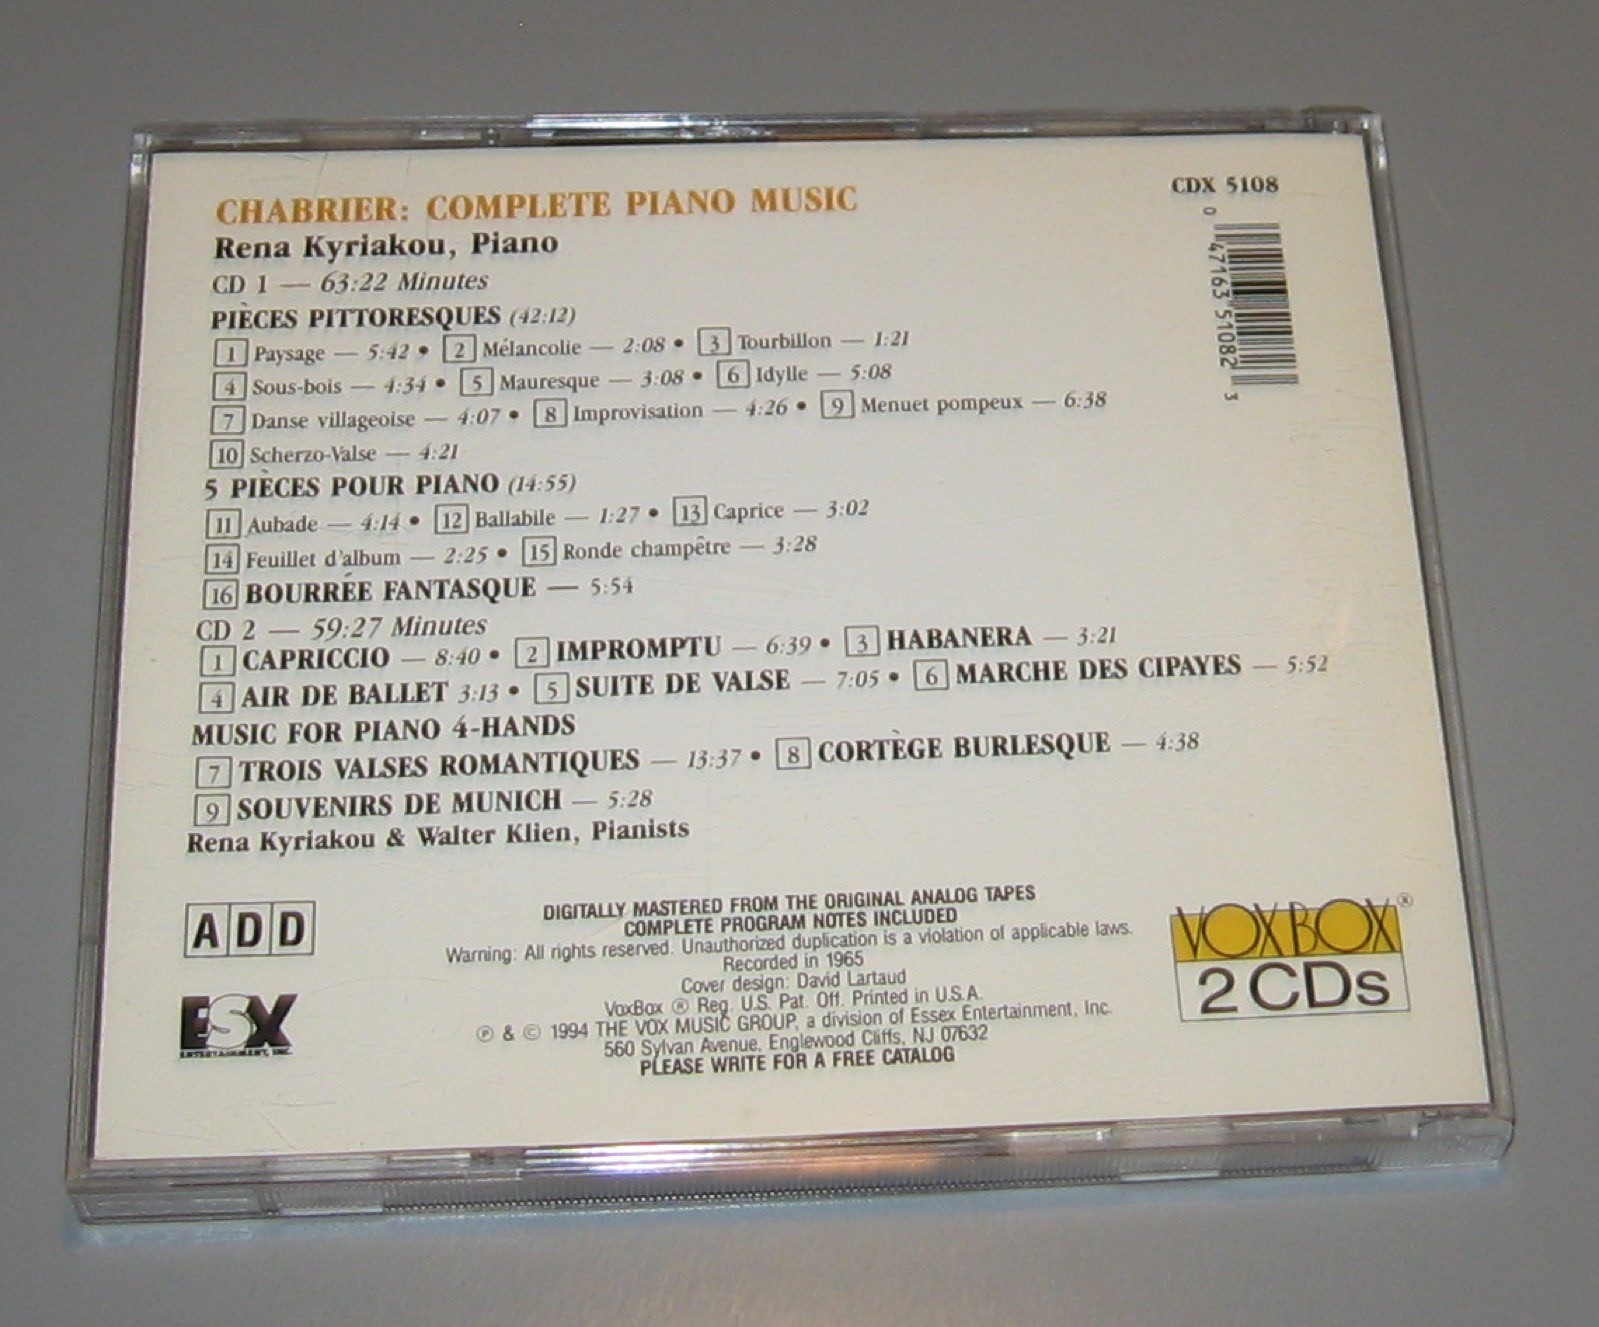 CHABRIER: COMPLETE PIANO MUSIC
CDX 5108
Rena Kyriakou, Piano
0 47163 51082 3
CD 1 — 63:22 Minutes
PIÈCES PITTORESQUES (42:12)
1 Paysage — 5:42 • 2 Mélancolie — 2:08 • 3 Tourbillon — 1:21
4 Sous-bois — 4:34 • 5 Mauresque — 3:08 • 6 Idylle — 5:08
7 Danse villageoise — 4:07 • 8 Improvisation — 4:26 • 9 Menuet pompeux — 6:38
10 Scherzo-Valse — 4:21
5 PIÈCES POUR PIANO (14:55)
11 Aubade — 4:14 • 12 Ballabile — 1:27 • 13 Caprice — 3:02
14 Feuillet d'album — 2:25 • 15 Ronde champêtre — 3:28
16 BOURRÉE FANTASQUE — 5:54
CD 2 — 59:27 Minutes
1 CAPRICCIO — 8:40 • 2 IMPROMPTU — 6:39 • 3 HABANERA — 3:21
4 AIR DE BALLET 3:13 • 5 SUITE DE VALSE — 7:05 • 6 MARCHE DES CIPAYES — 5:52
MUSIC FOR PIANO 4-HANDS
7 TROIS VALSES ROMANTIQUES — 13:37 • 8 CORTÈGE BURLESQUE — 4:38
9 SOUVENIRS DE MUNICH — 5:28
Rena Kyriakou & Walter Klien, Pianists
ADD
DIGITALLY MASTERED FROM THE ORIGINAL ANALOG TAPES
COMPLETE PROGRAM NOTES INCLUDED
Warning: All rights reserved. Unauthorized duplication is a violation of applicable laws.
Recorded in 1965
Cover design: David Lartaud
VoxBox ® Reg. U.S. Pat. Off. Printed in U.S.A.
℗ & © 1994 THE VOX MUSIC GROUP, a division of Essex Entertainment, Inc.
560 Sylvan Avenue, Englewood Cliffs, NJ 07632
PLEASE WRITE FOR A FREE CATALOG
ESX
ENTERTAINMENT, INC.
VOXBOX®
2 CDs